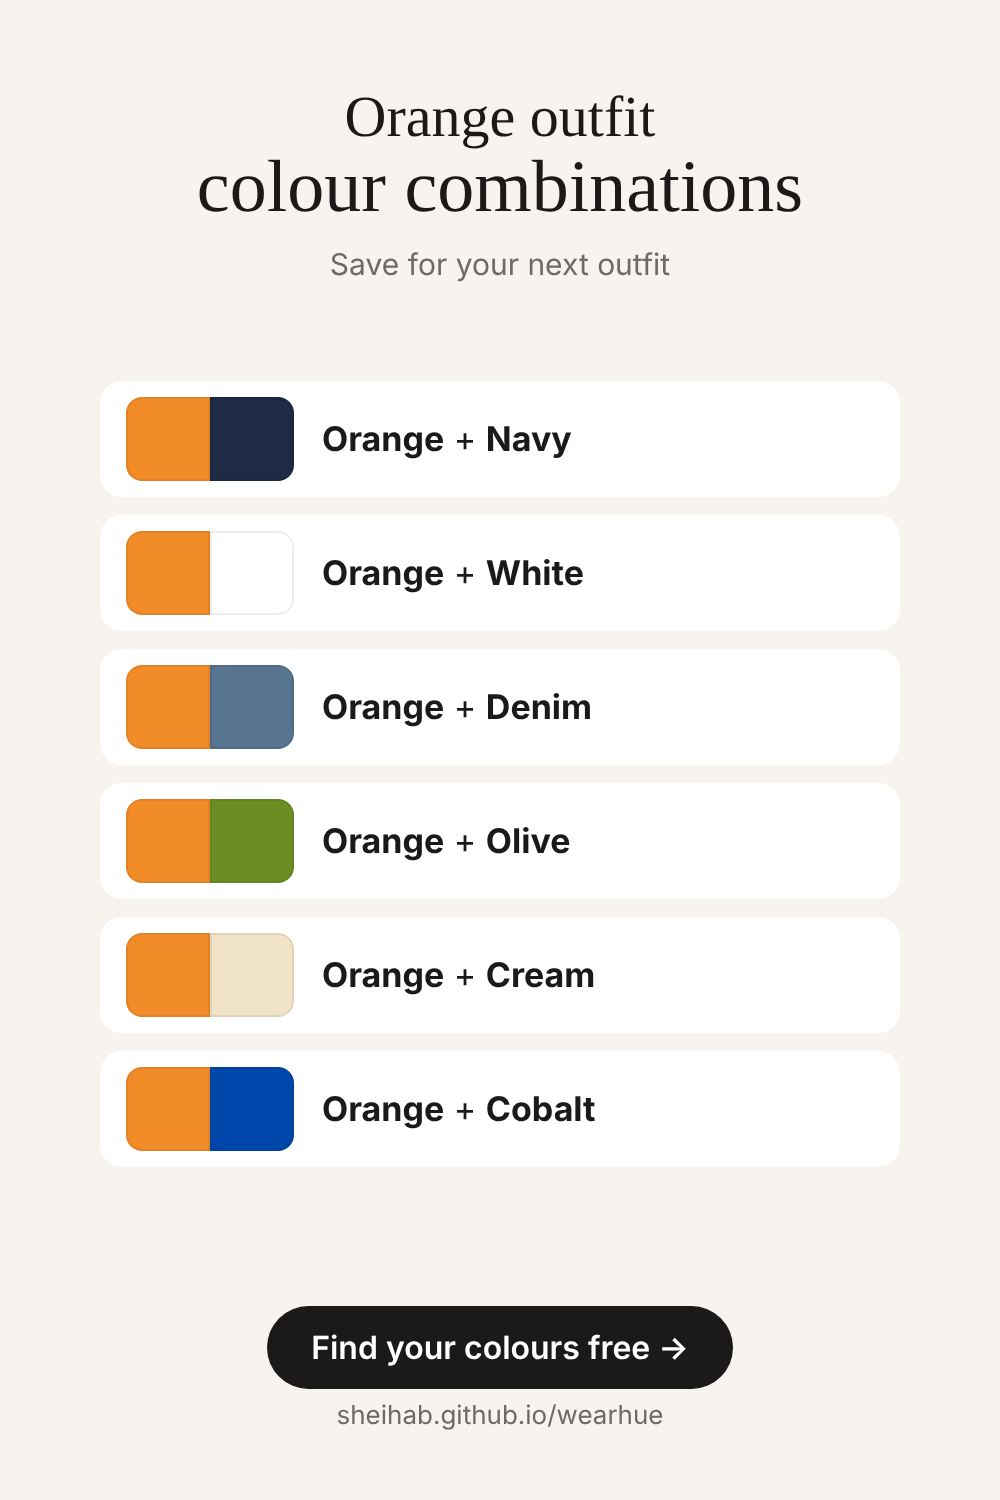 Orange outfit
colour combinations
Save for your next outfit
Orange + Navy
Orange + White
Orange + Denim
Orange + Olive
Orange + Cream
Orange + Cobalt
Find your colours free →
sheihab.github.io/wearhue